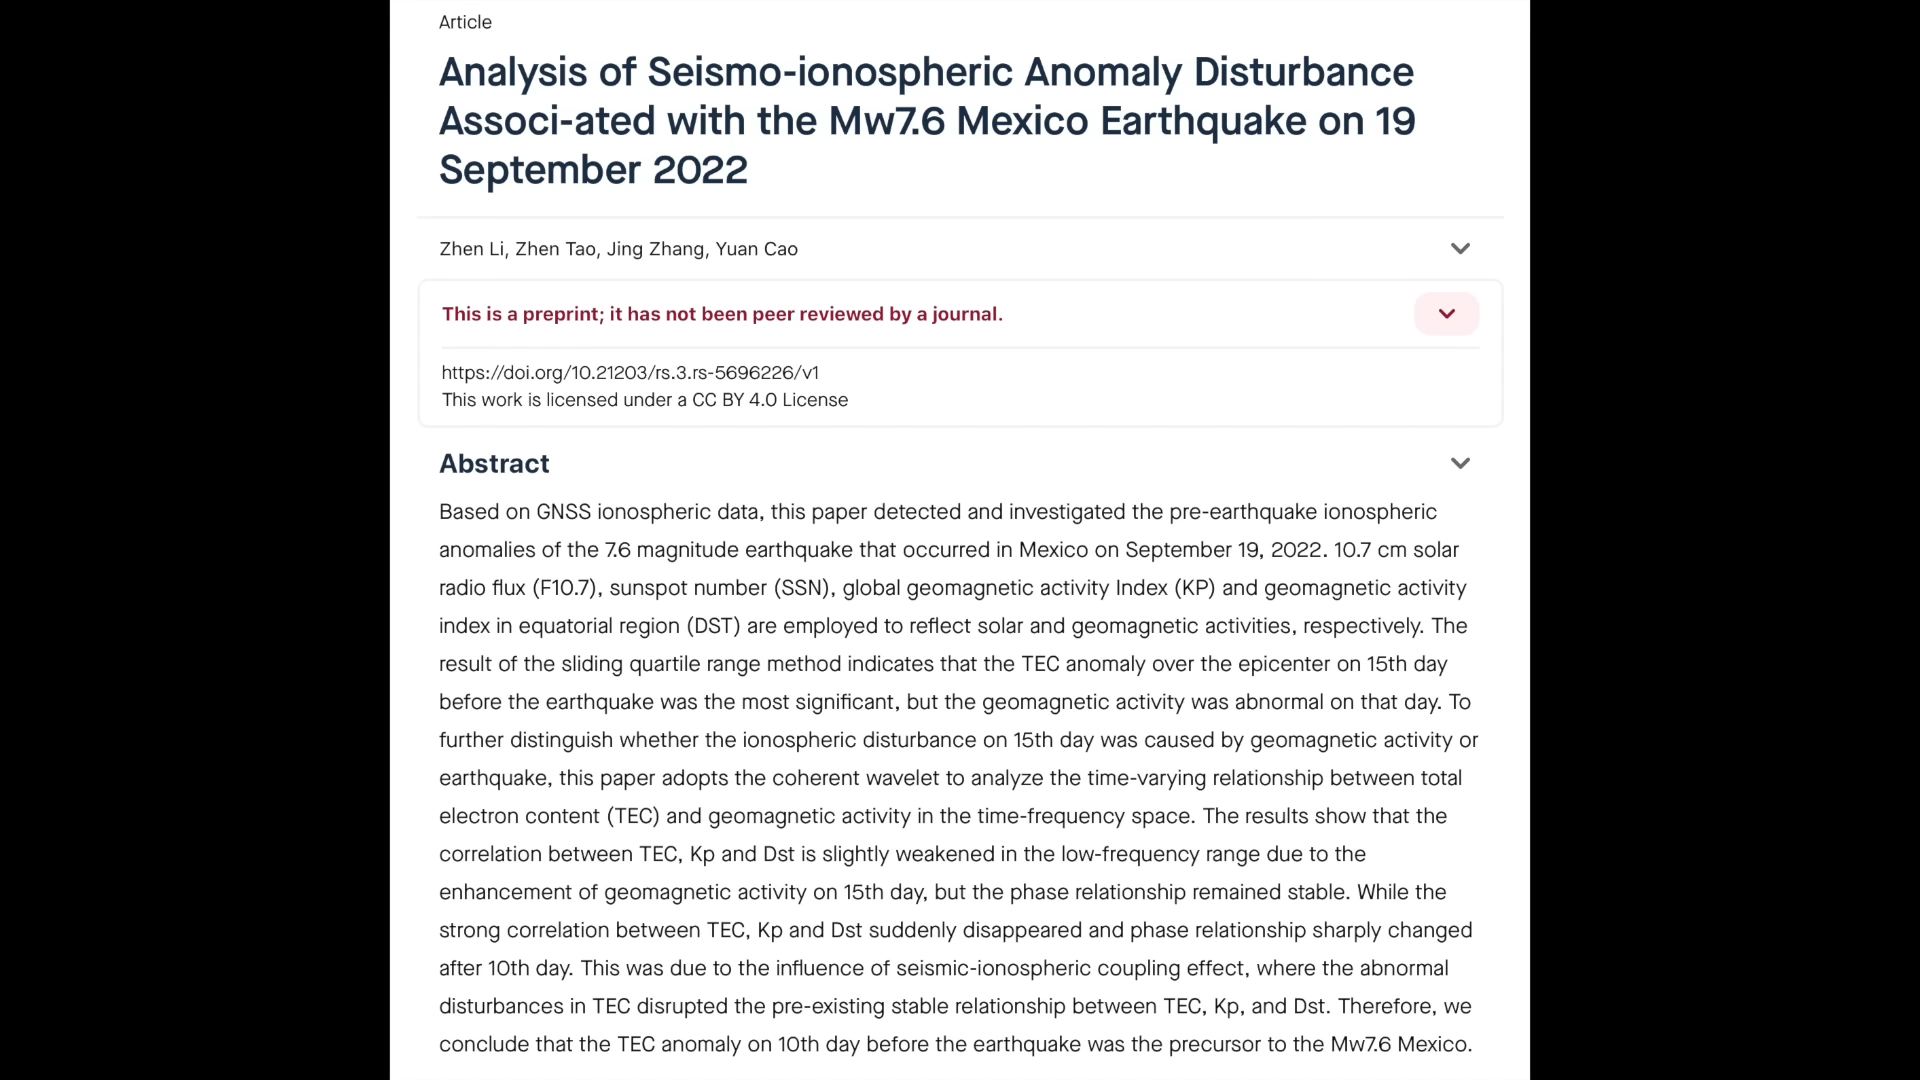 Article
Analysis of Seismo-ionospheric Anomaly Disturbance
Associ-ated with the Mw7.6 Mexico Earthquake on 19
September 2022
Zhen Li, Zhen Tao, Jing Zhang, Yuan Cao
This is a preprint; it has not been peer reviewed by a journal.
https://doi.org/10.21203/rs.3.rs-5696226/v1
This work is licensed under a CC BY 4.0 License
Abstract
Based on GNSS ionospheric data, this paper detected and investigated the pre-earthquake ionospheric
anomalies of the 7.6 magnitude earthquake that occurred in Mexico on September 19, 2022. 10.7 cm solar
radio flux (F10.7), sunspot number (SSN), global geomagnetic activity Index (KP) and geomagnetic activity
index in equatorial region (DST) are employed to reflect solar and geomagnetic activities, respectively. The
result of the sliding quartile range method indicates that the TEC anomaly over the epicenter on 15th day
before the earthquake was the most significant, but the geomagnetic activity was abnormal on that day. To
further distinguish whether the ionospheric disturbance on 15th day was caused by geomagnetic activity or
earthquake, this paper adopts the coherent wavelet to analyze the time-varying relationship between total
electron content (TEC) and geomagnetic activity in the time-frequency space. The results show that the
correlation between TEC, Kp and Dst is slightly weakened in the low-frequency range due to the
enhancement of geomagnetic activity on 15th day, but the phase relationship remained stable. While the
strong correlation between TEC, Kp and Dst suddenly disappeared and phase relationship sharply changed
after 10th day. This was due to the influence of seismic-ionospheric coupling effect, where the abnormal
disturbances in TEC disrupted the pre-existing stable relationship between TEC, Kp, and Dst. Therefore, we
conclude that the TEC anomaly on 10th day before the earthquake was the precursor to the Mw7.6 Mexico.